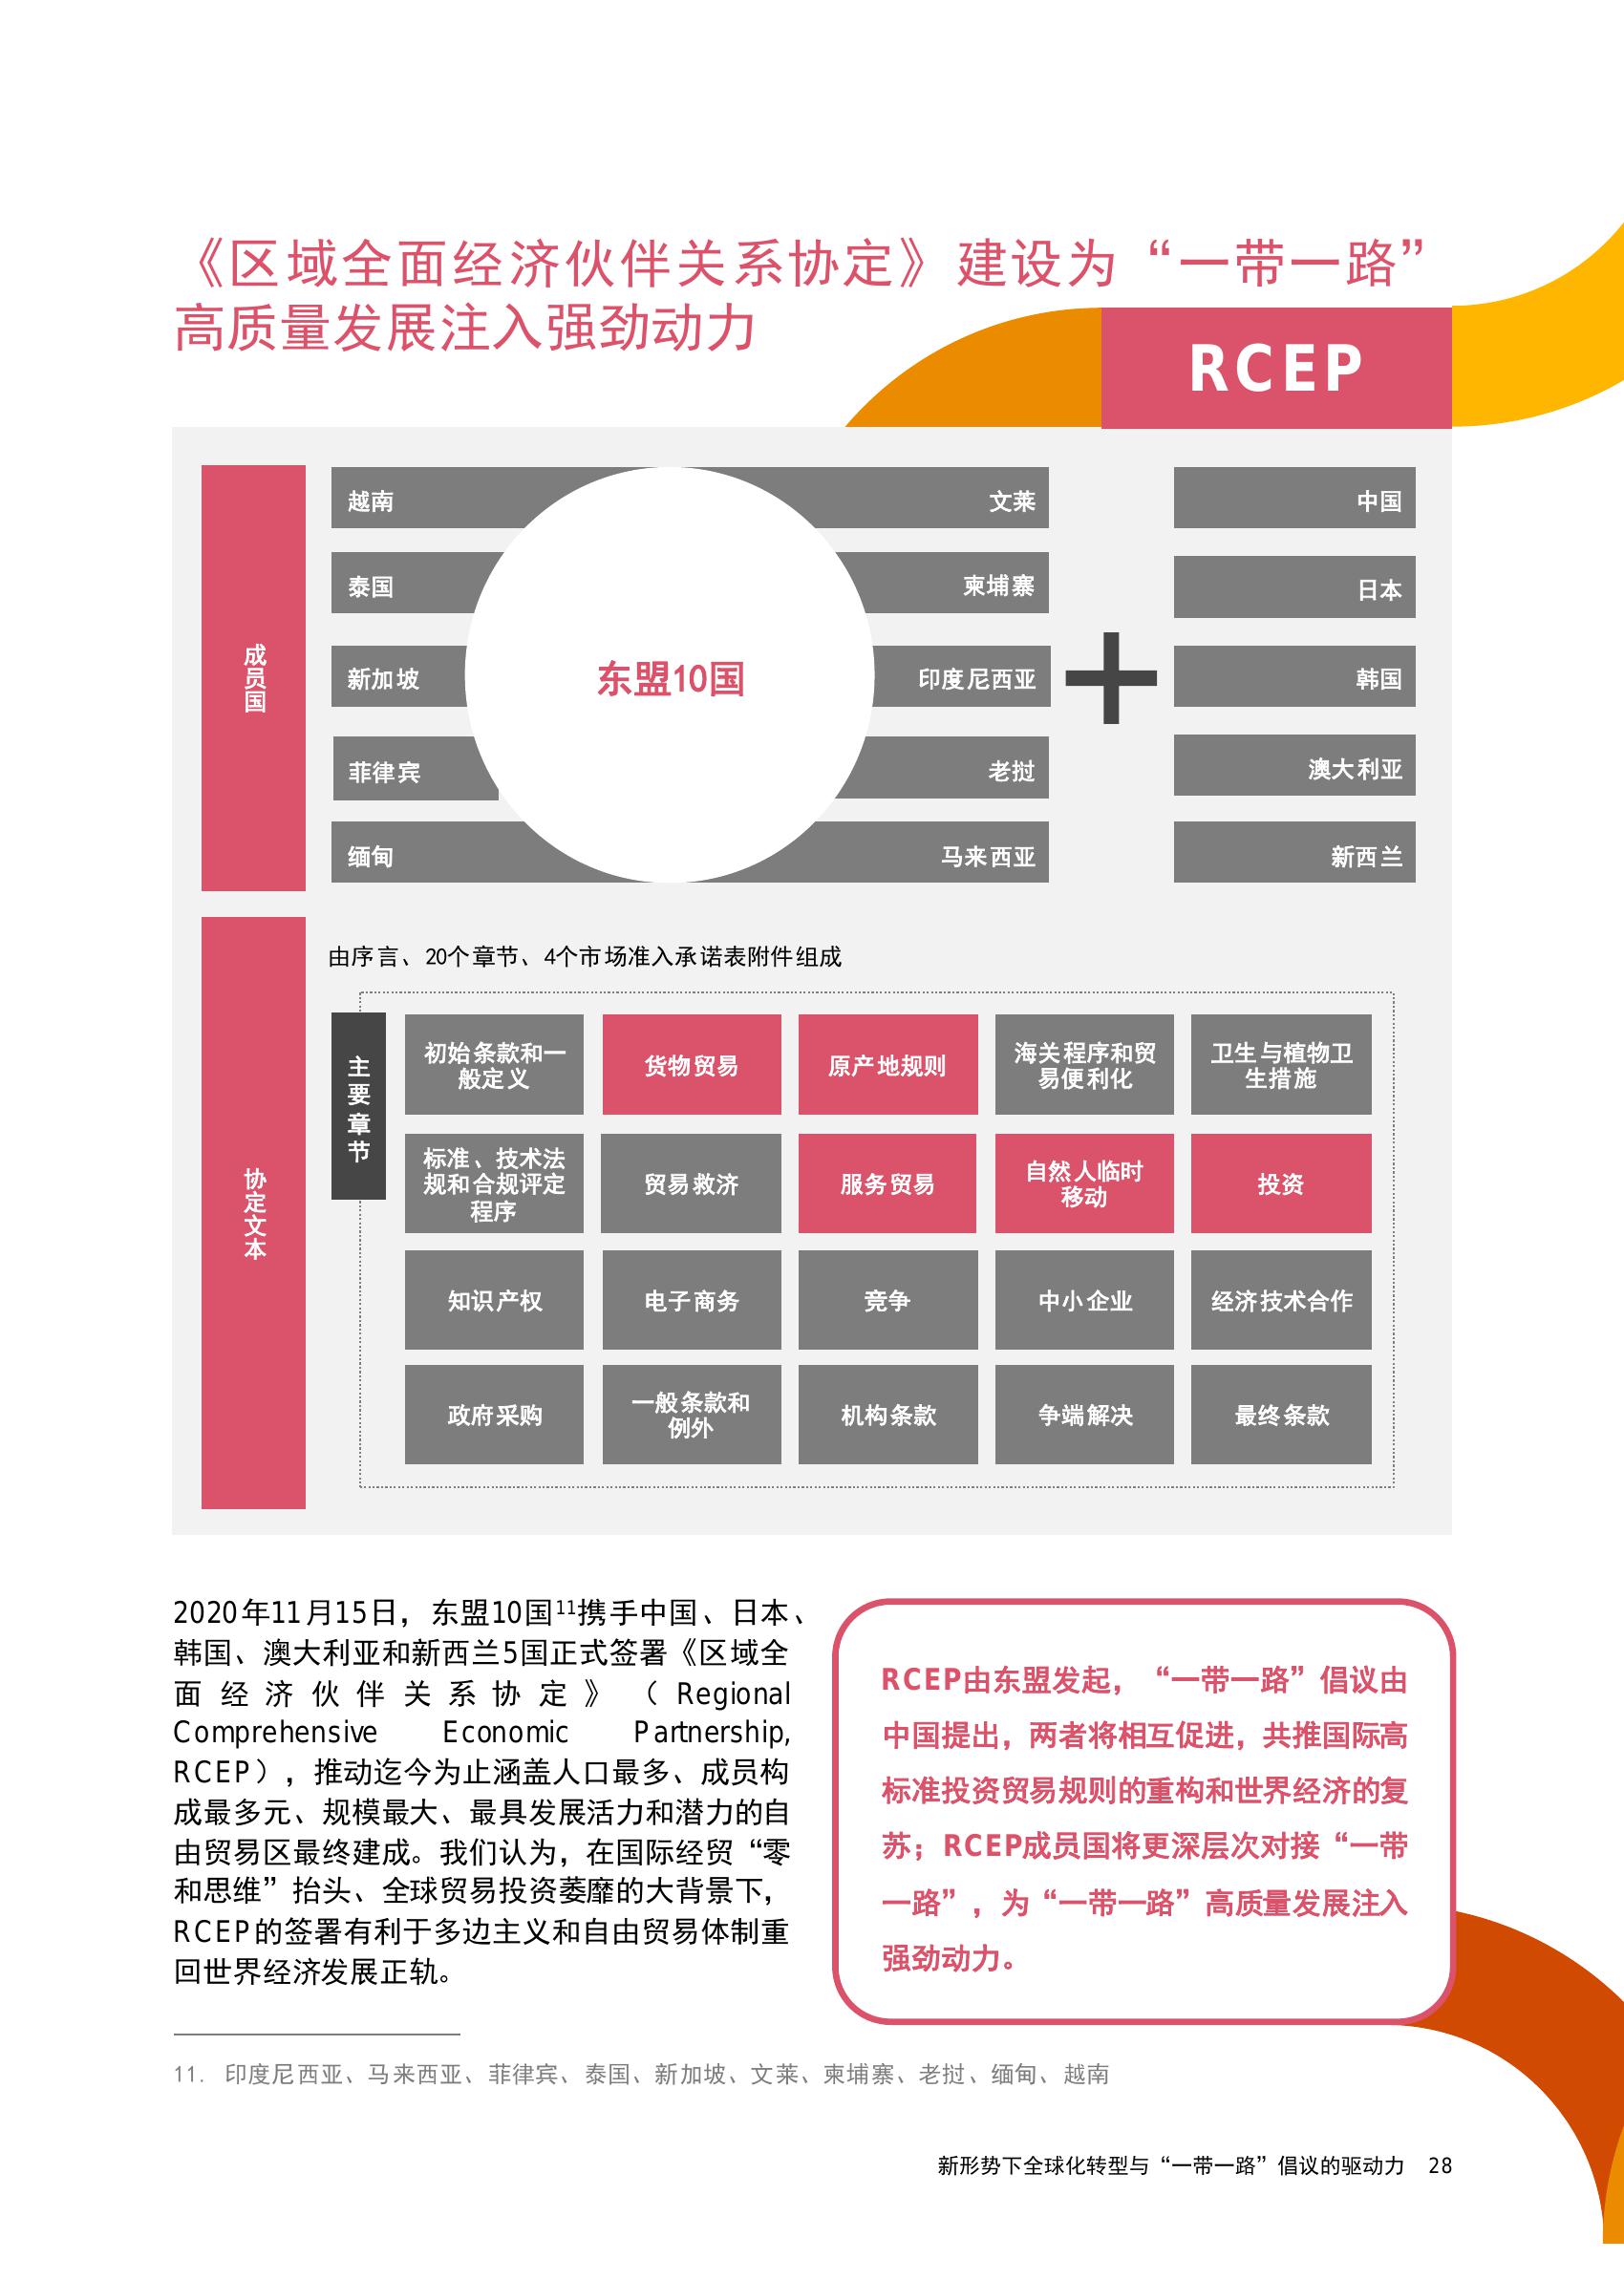 《区域全面经济伙伴关系协定》建设为“一带一路”
高质量发展注入强劲动力
RCEP
成员国
越南
文莱
中国
泰国
柬埔寨
日本
新加坡
东盟10国
印度尼西亚
韩国
菲律宾
老挝
澳大利亚
缅甸
马来西亚
新西兰
协定文本
由序言、20个章节、4个市场准入承诺表附件组成
主要章节
初始条款和一
般定义
货物贸易
原产地规则
海关程序和贸
易便利化
卫生与植物卫
生措施
标准、技术法
规和合规评定
程序
贸易救济
服务贸易
自然人临时
移动
投资
知识产权
电子商务
竞争
中小企业
经济技术合作
政府采购
一般条款和
例外
机构条款
争端解决
最终条款
2020年11月15日，东盟10国11携手中国、日本、
韩国、澳大利亚和新西兰5国正式签署《区域全
面经济伙伴关系协定》（Regional
Comprehensive Economic Partnership,
RCEP），推动迄今为止涵盖人口最多、成员构
成最多元、规模最大、最具发展活力和潜力的自
由贸易区最终建成。我们认为，在国际经贸“零
和思维”抬头、全球贸易投资萎靡的大背景下，
RCEP的签署有利于多边主义和自由贸易体制重
回世界经济发展正轨。
RCEP由东盟发起，“一带一路”倡议由
中国提出，两者将相互促进，共推国际高
标准投资贸易规则的重构和世界经济的复
苏；RCEP成员国将更深层次对接“一带
一路”，为“一带一路”高质量发展注入
强劲动力。
11. 印度尼西亚、马来西亚、菲律宾、泰国、新加坡、文莱、柬埔寨、老挝、缅甸、越南
新形势下全球化转型与“一带一路”倡议的驱动力 28